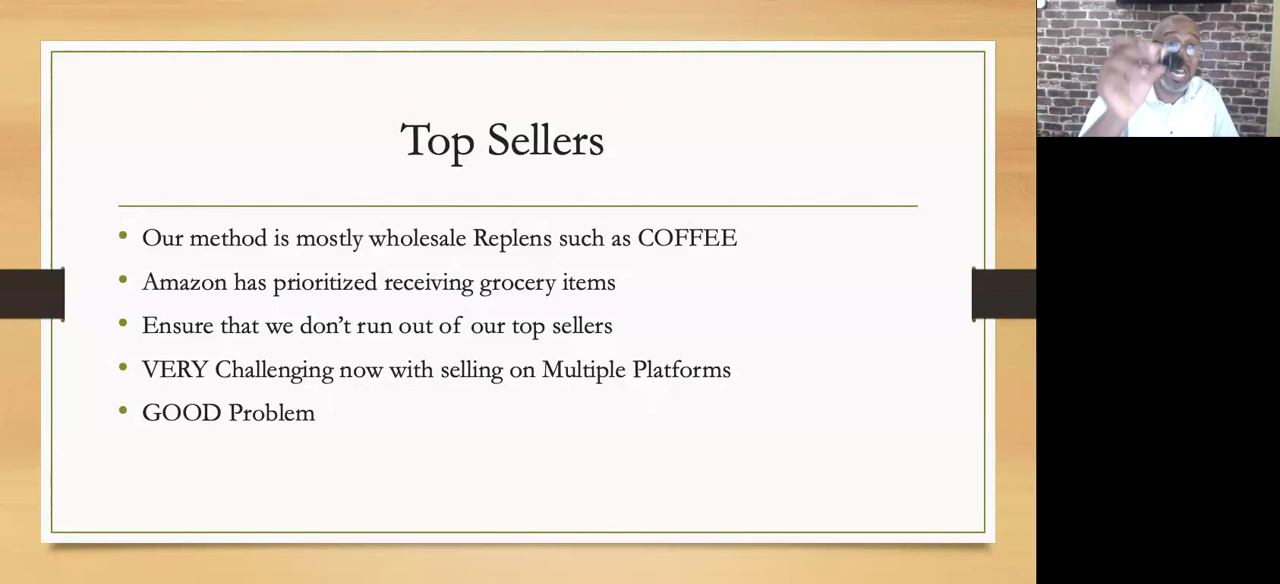 Top Sellers
Our method is mostly wholesale Replens such as COFFEE
Amazon has prioritized receiving grocery items
Ensure that we don’t run out of our top sellers
VERY Challenging now with selling on Multiple Platforms
GOOD Problem